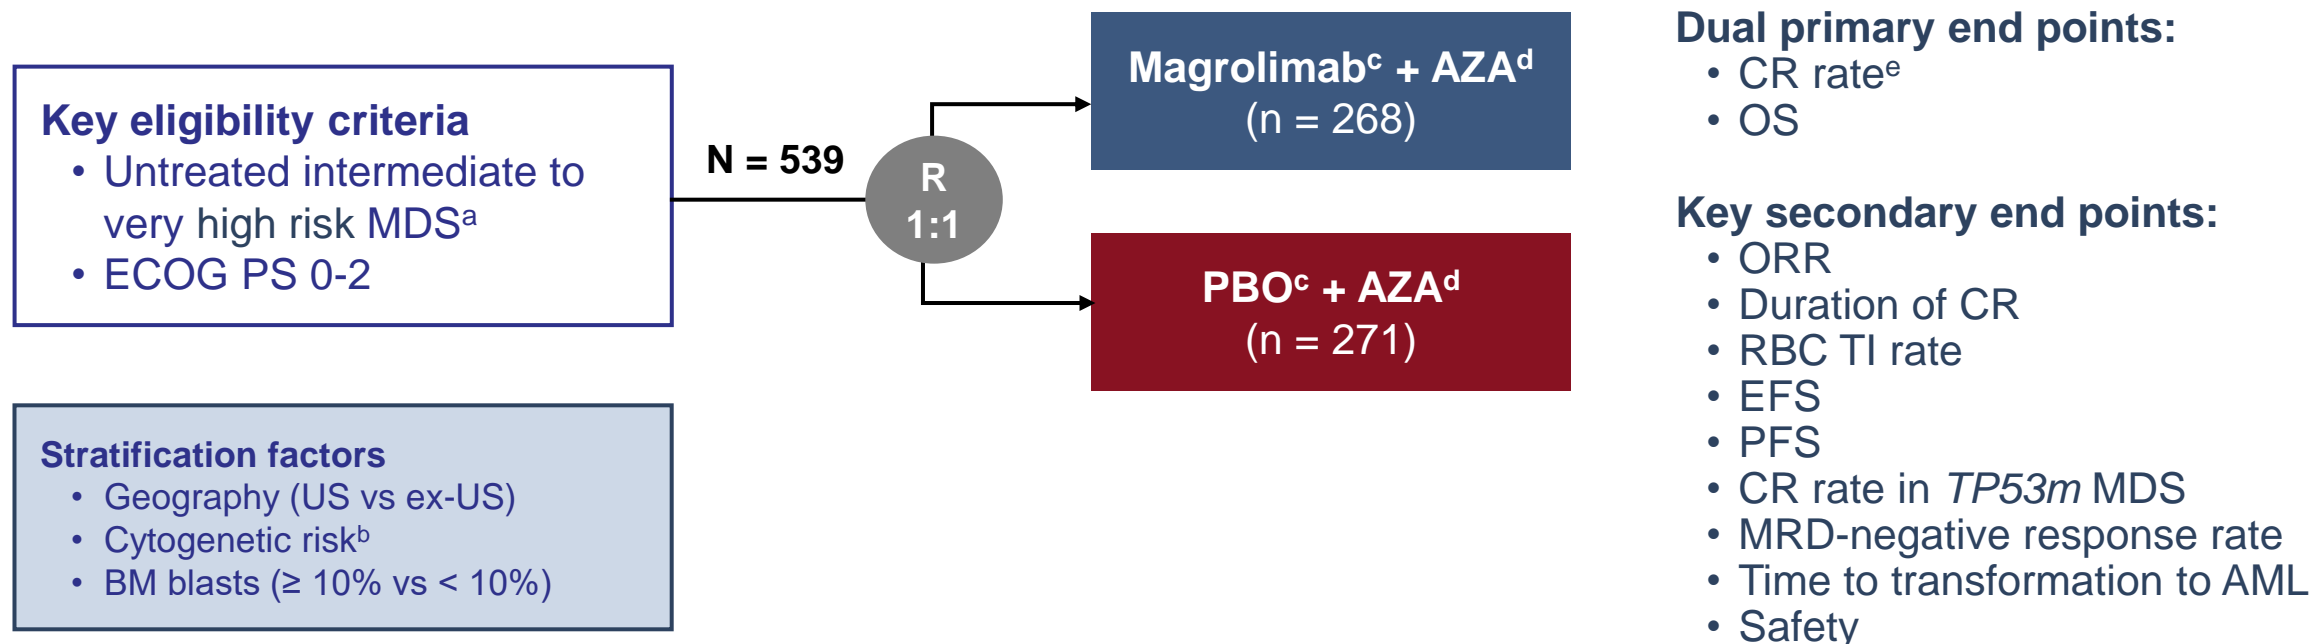 Key eligibility criteria
• Untreated intermediate to
very high risk MDSᵃ
• ECOG PS 0-2
Stratification factors
• Geography (US vs ex-US)
• Cytogenetic riskᵇ
• BM blasts (≥ 10% vs < 10%)
N = 539
R
1:1
Magrolimabᶜ + AZAᵈ
(n = 268)
PBOᶜ + AZAᵈ
(n = 271)
Dual primary end points:
• CR rateᵉ
• OS
Key secondary end points:
• ORR
• Duration of CR
• RBC TI rate
• EFS
• PFS
• CR rate in TP53m MDS
• MRD-negative response rate
• Time to transformation to AML
• Safety